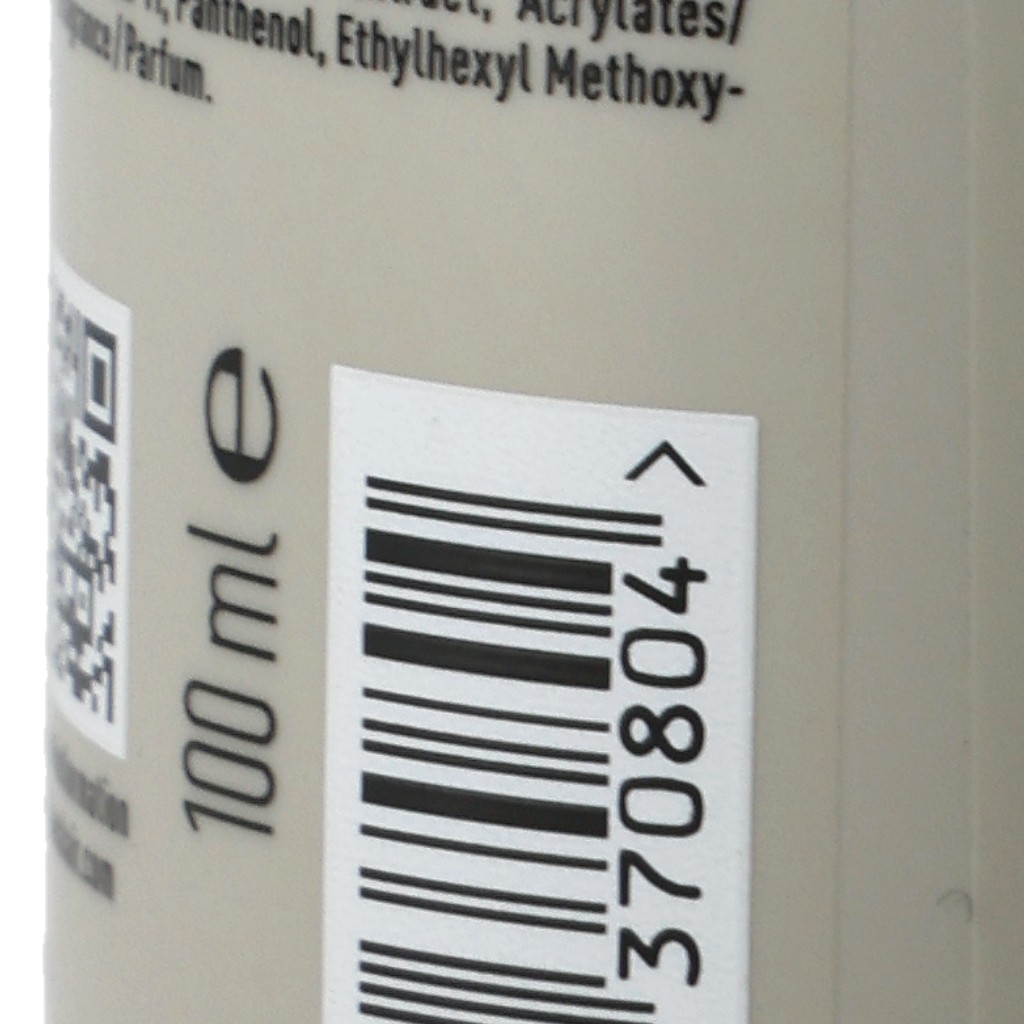 Acrylates/
Panthenol, Ethylhexyl Methoxy-
/Parfum.
100 ml e
370804 >